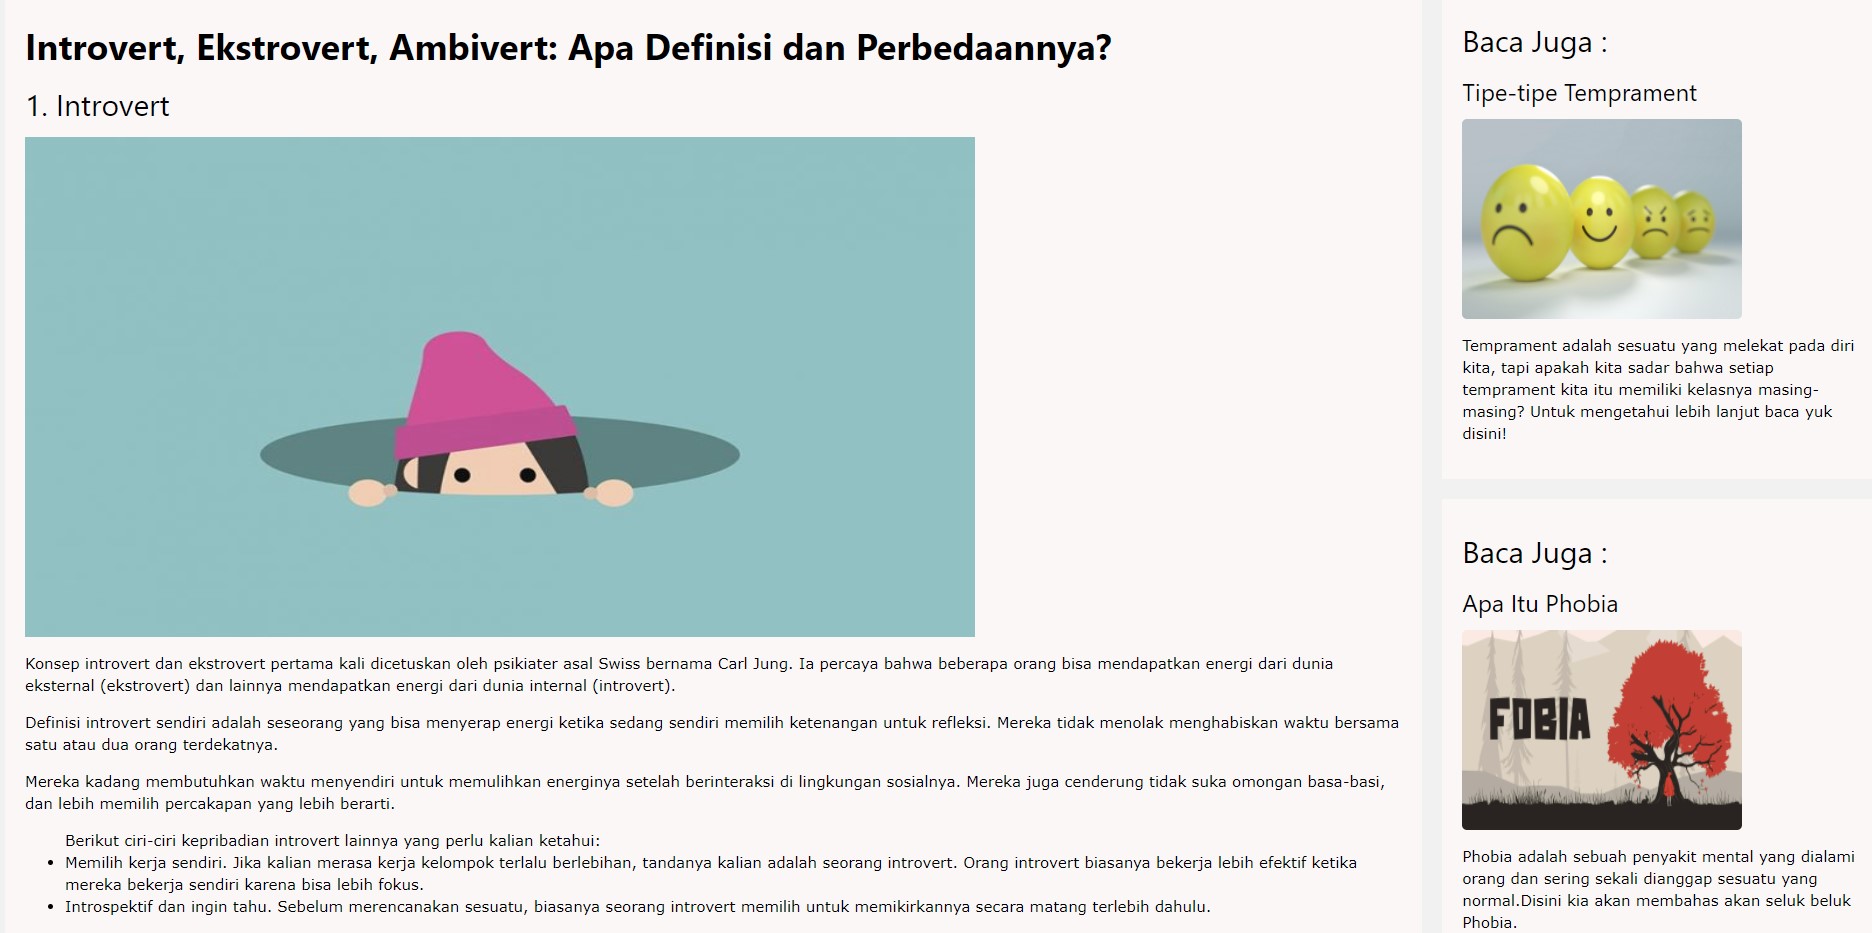 Introvert, Ekstrovert, Ambivert: Apa Definisi dan Perbedaannya?
1. Introvert
Konsep introvert dan ekstrovert pertama kali dicetuskan oleh psikiater asal Swiss bernama Carl Jung. Ia percaya bahwa beberapa orang bisa mendapatkan energi dari dunia
eksternal (ekstrovert) dan lainnya mendapatkan energi dari dunia internal (introvert).
Definisi introvert sendiri adalah seseorang yang bisa menyerap energi ketika sedang sendiri memilih ketenangan untuk refleksi. Mereka tidak menolak menghabiskan waktu bersama
satu atau dua orang terdekatnya.
Mereka kadang membutuhkan waktu menyendiri untuk memulihkan energinya setelah berinteraksi di lingkungan sosialnya. Mereka juga cenderung tidak suka omongan basa-basi,
dan lebih memilih percakapan yang lebih berarti.
Berikut ciri-ciri kepribadian introvert lainnya yang perlu kalian ketahui:
• Memilih kerja sendiri. Jika kalian merasa kerja kelompok terlalu berlebihan, tandanya kalian adalah seorang introvert. Orang introvert biasanya bekerja lebih efektif ketika
mereka bekerja sendiri karena bisa lebih fokus.
• Introspektif dan ingin tahu. Sebelum merencanakan sesuatu, biasanya seorang introvert memilih untuk memikirkannya secara matang terlebih dahulu.
Baca Juga :
Tipe-tipe Temprament
Temprament adalah sesuatu yang melekat pada diri
kita, tapi apakah kita sadar bahwa setiap
temprament kita itu memiliki kelasnya masing-
masing? Untuk mengetahui lebih lanjut baca yuk
disini!
Baca Juga :
Apa Itu Phobia
FOBIA
Phobia adalah sebuah penyakit mental yang dialami
orang dan sering sekali dianggap sesuatu yang
normal.Disini kia akan membahas akan seluk beluk
Phobia.